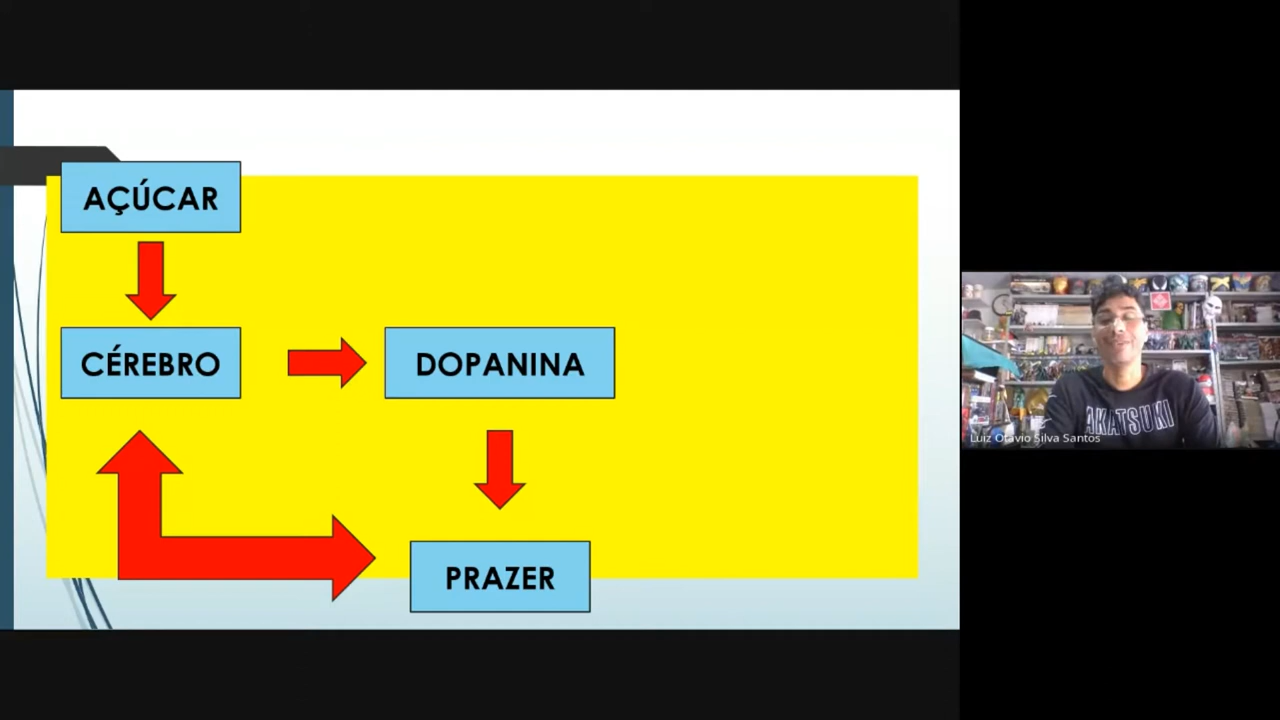 AÇÚCAR
CÉREBRO
DOPANINA
PRAZER
AKATSUKI
Luiz Otávio Silva Santos